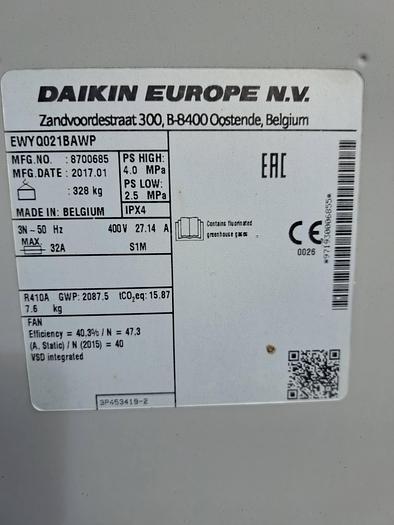 DAIKIN EUROPE N.V.
Zandvoordestraat 300, B-8400 Oostende, Belgium
EWYQ021BAWP
MFG.NO. : 8700685
MFG.DATE : 2017.01
: 328 kg
MADE IN: BELGIUM
PS HIGH:
4.0 MPa
PS LOW:
2.5 MPa
IPX4
3N~50 Hz 400 V 27.14 A
MAX. 32A S1M
R410A GWP: 2087.5 tCO2eq: 15.87
7.6 kg
FAN
Efficiency = 40,3% / N = 47,3
(A. Static) / N (2015) = 40
VSD integrated
3P453419-2
EAC
Contains fluorinated
greenhouse gases
CE
0026
*971930006855*